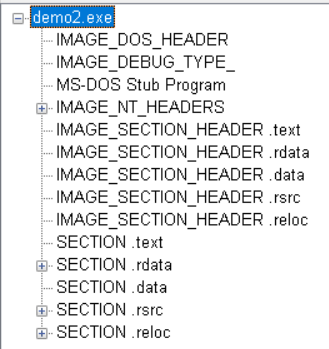 demo2.exe
IMAGE_DOS_HEADER
IMAGE_DEBUG_TYPE_
MS-DOS Stub Program
IMAGE_NT_HEADERS
IMAGE_SECTION_HEADER .text
IMAGE_SECTION_HEADER .rdata
IMAGE_SECTION_HEADER .data
IMAGE_SECTION_HEADER .rsrc
IMAGE_SECTION_HEADER .reloc
SECTION .text
SECTION .rdata
SECTION .data
SECTION .rsrc
SECTION .reloc